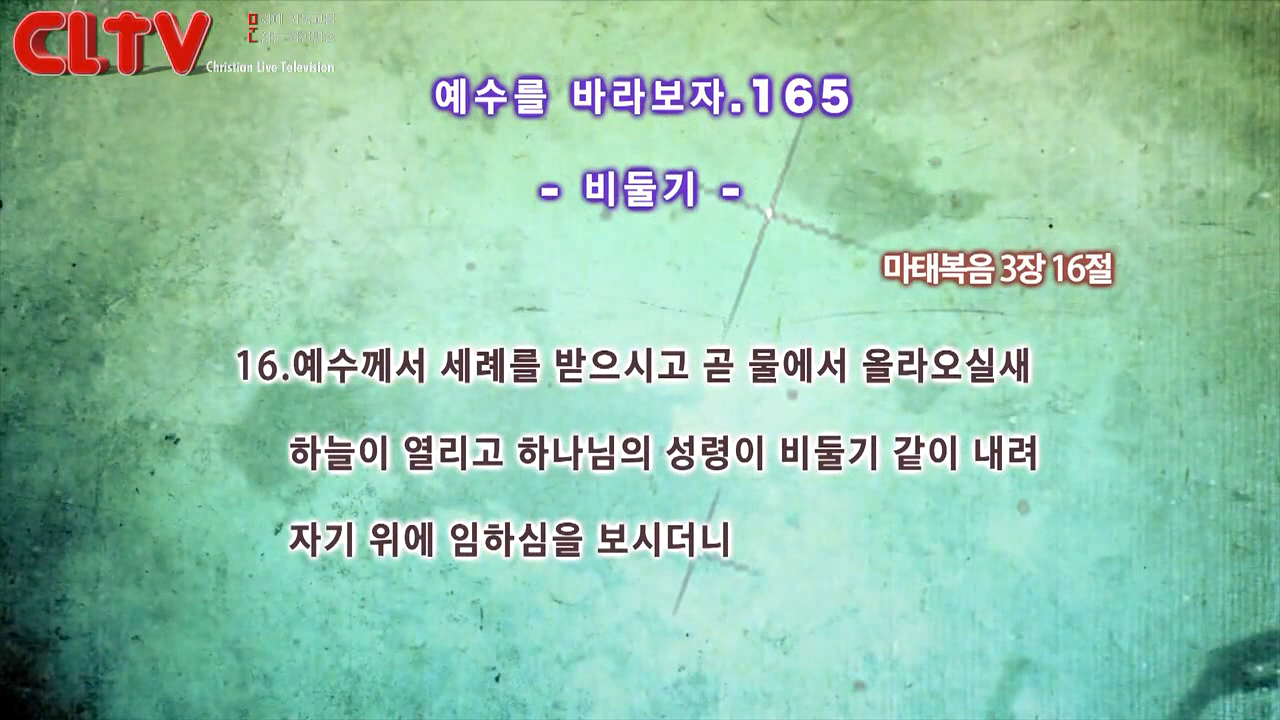 CLTV
Christian Live Television
예수를 바라보자.165
- 비둘기 -
마태복음 3장 16절
16.예수께서 세례를 받으시고 곧 물에서 올라오실새
하늘이 열리고 하나님의 성령이 비둘기 같이 내려
자기 위에 임하심을 보시더니